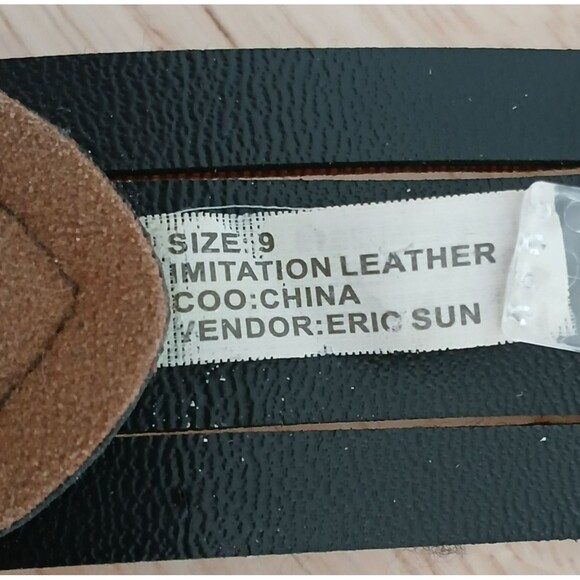 SIZE: 9
IMITATION LEATHER
COO:CHINA
VENDOR:ERIC SUN